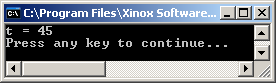 C:\Program Files\Xinox Software...
t = 45
Press any key to continue...